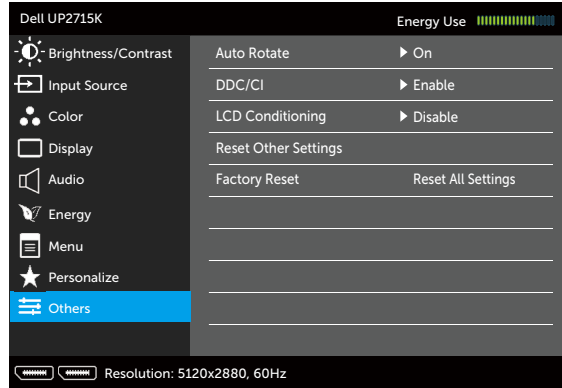 Dell UP2715K
Energy Use
Brightness/Contrast
Auto Rotate On
Input Source
DDC/CI Enable
Color
LCD Conditioning Disable
Display
Reset Other Settings
Audio
Factory Reset Reset All Settings
Energy
Menu
Personalize
Others
Resolution: 5120x2880, 60Hz